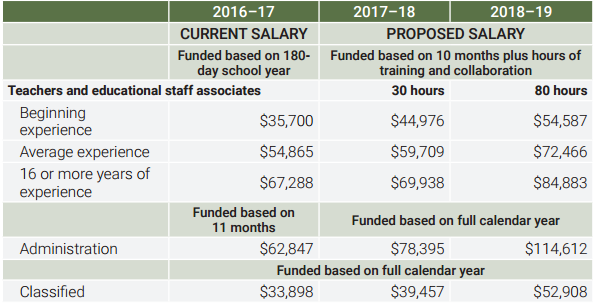 2016–17 2017–18 2018–19
CURRENT SALARY PROPOSED SALARY
Funded based on 180- Funded based on 10 months plus hours of
day school year training and collaboration
Teachers and educational staff associates 30 hours 80 hours
Beginning
experience $35,700 $44,976 $54,587
Average experience $54,865 $59,709 $72,466
16 or more years of
experience $67,288 $69,938 $84,883
Funded based on
11 months Funded based on full calendar year
Administration $62,847 $78,395 $114,612
Funded based on full calendar year
Classified $33,898 $39,457 $52,908